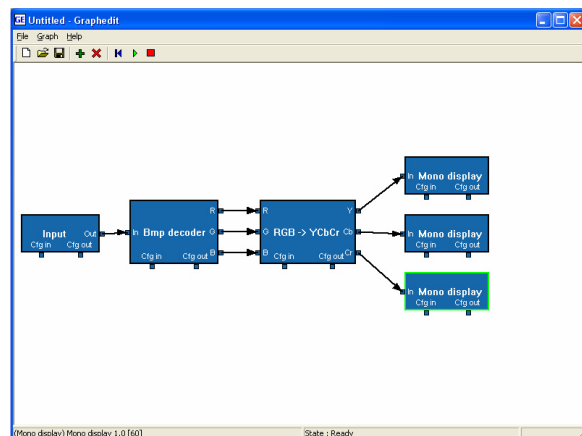 GE Untitled - Graphedit
File Graph Help
In Mono display
Cfg in Cfg out
R R Y
Input Out In Bmp decoder G G RGB -> YCbCr Cb In Mono display
Cfg in Cfg out B B Cr Cfg in Cfg out
Cfg in Cfg out Cfg in Cfg out
In Mono display
Cfg in Cfg out
(Mono display) Mono display 1.0 [60] State : Ready